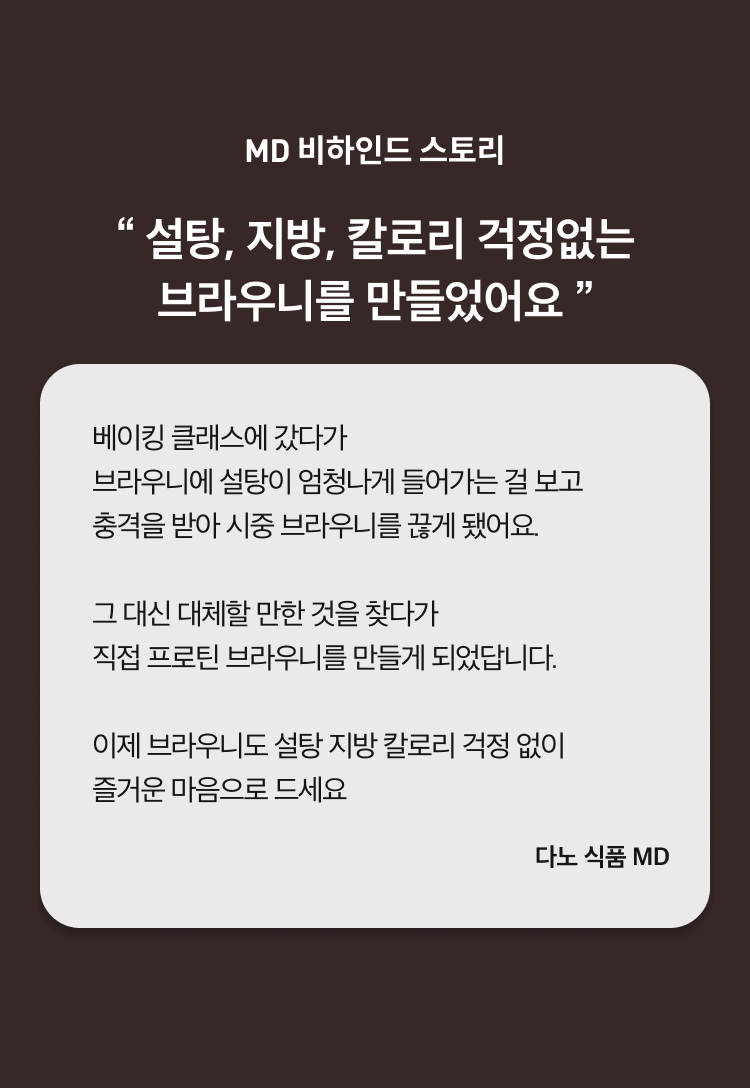 MD 비하인드 스토리
“ 설탕, 지방, 칼로리 걱정없는
브라우니를 만들었어요 ”
베이킹 클래스에 갔다가
브라우니에 설탕이 엄청나게 들어가는 걸 보고
충격을 받아 시중 브라우니를 끊게 됐어요.
그 대신 대체할 만한 것을 찾다가
직접 프로틴 브라우니를 만들게 되었답니다.
이제 브라우니도 설탕 지방 칼로리 걱정 없이
즐거운 마음으로 드세요
다노 식품 MD